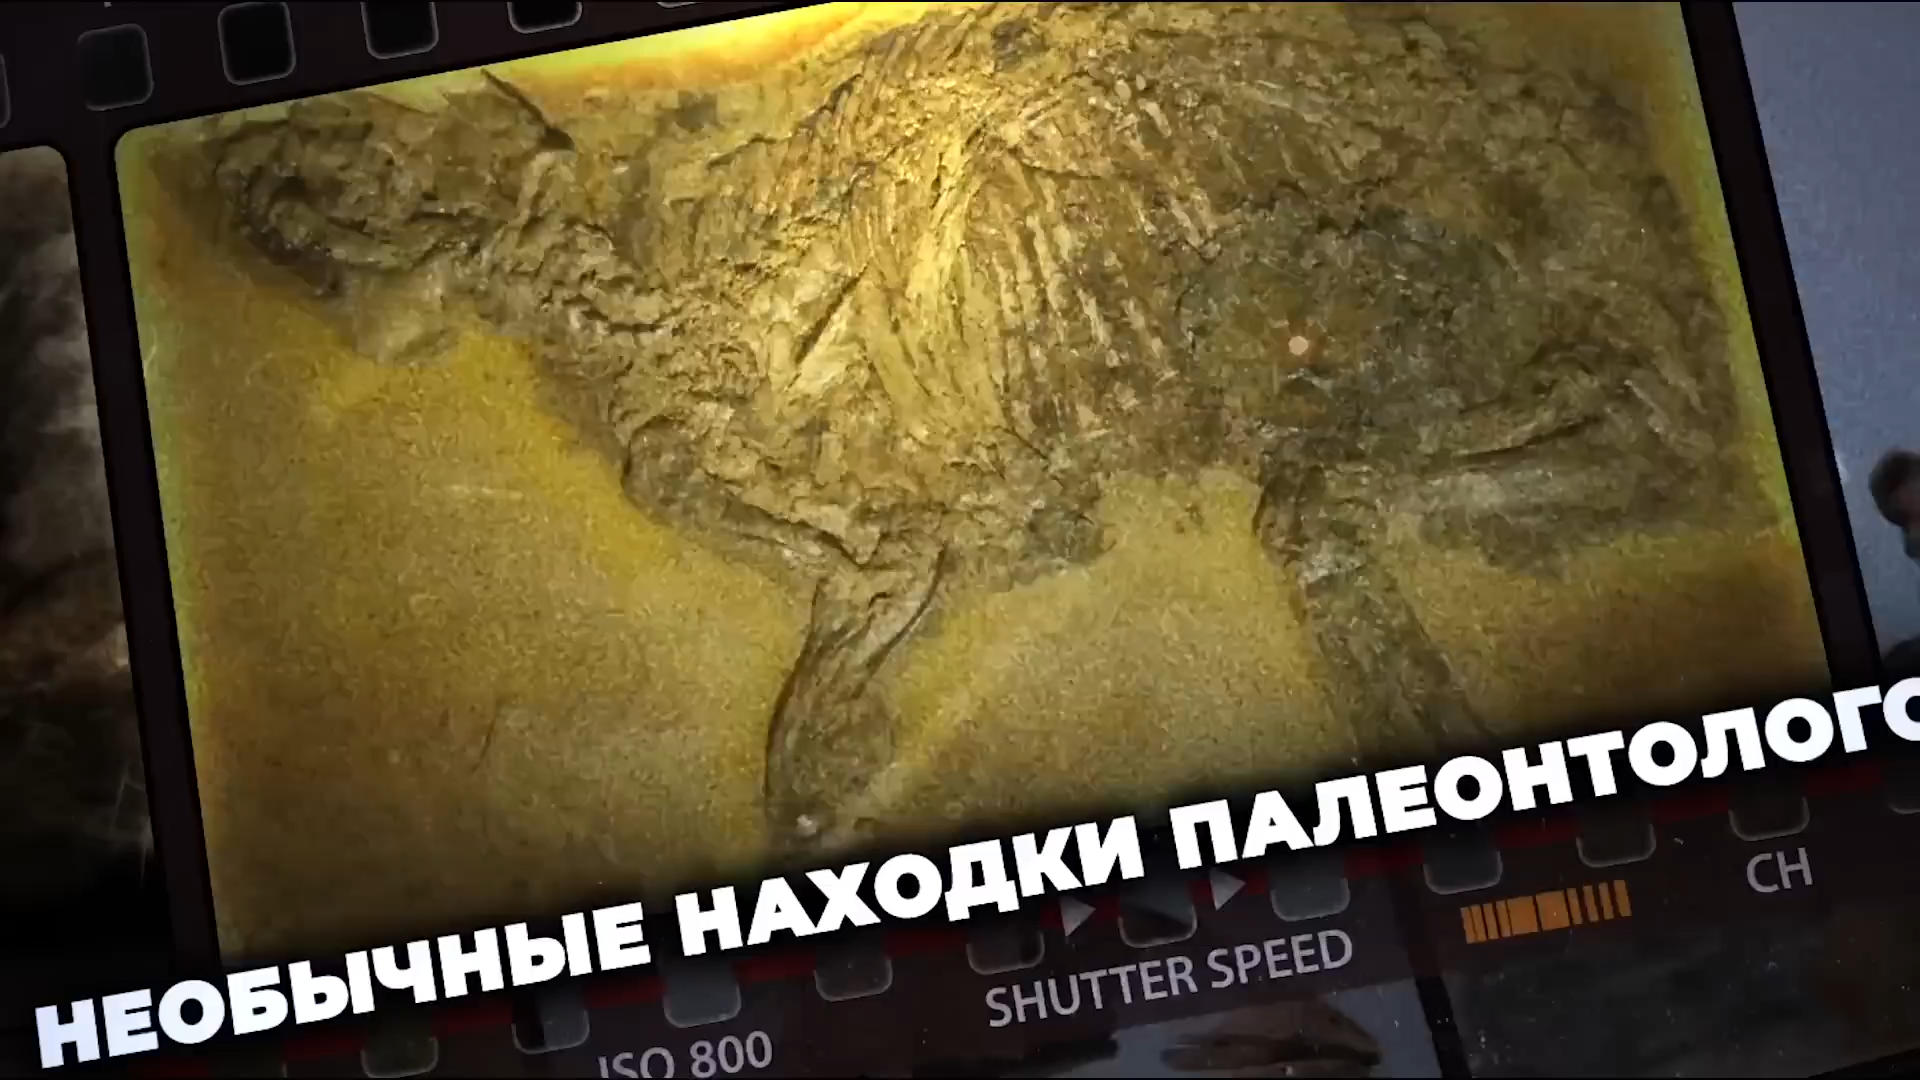 НЕОБЫЧНЫЕ НАХОДКИ ПАЛЕОНТОЛОГО
SHUTTER SPEED
CH
ISO 800